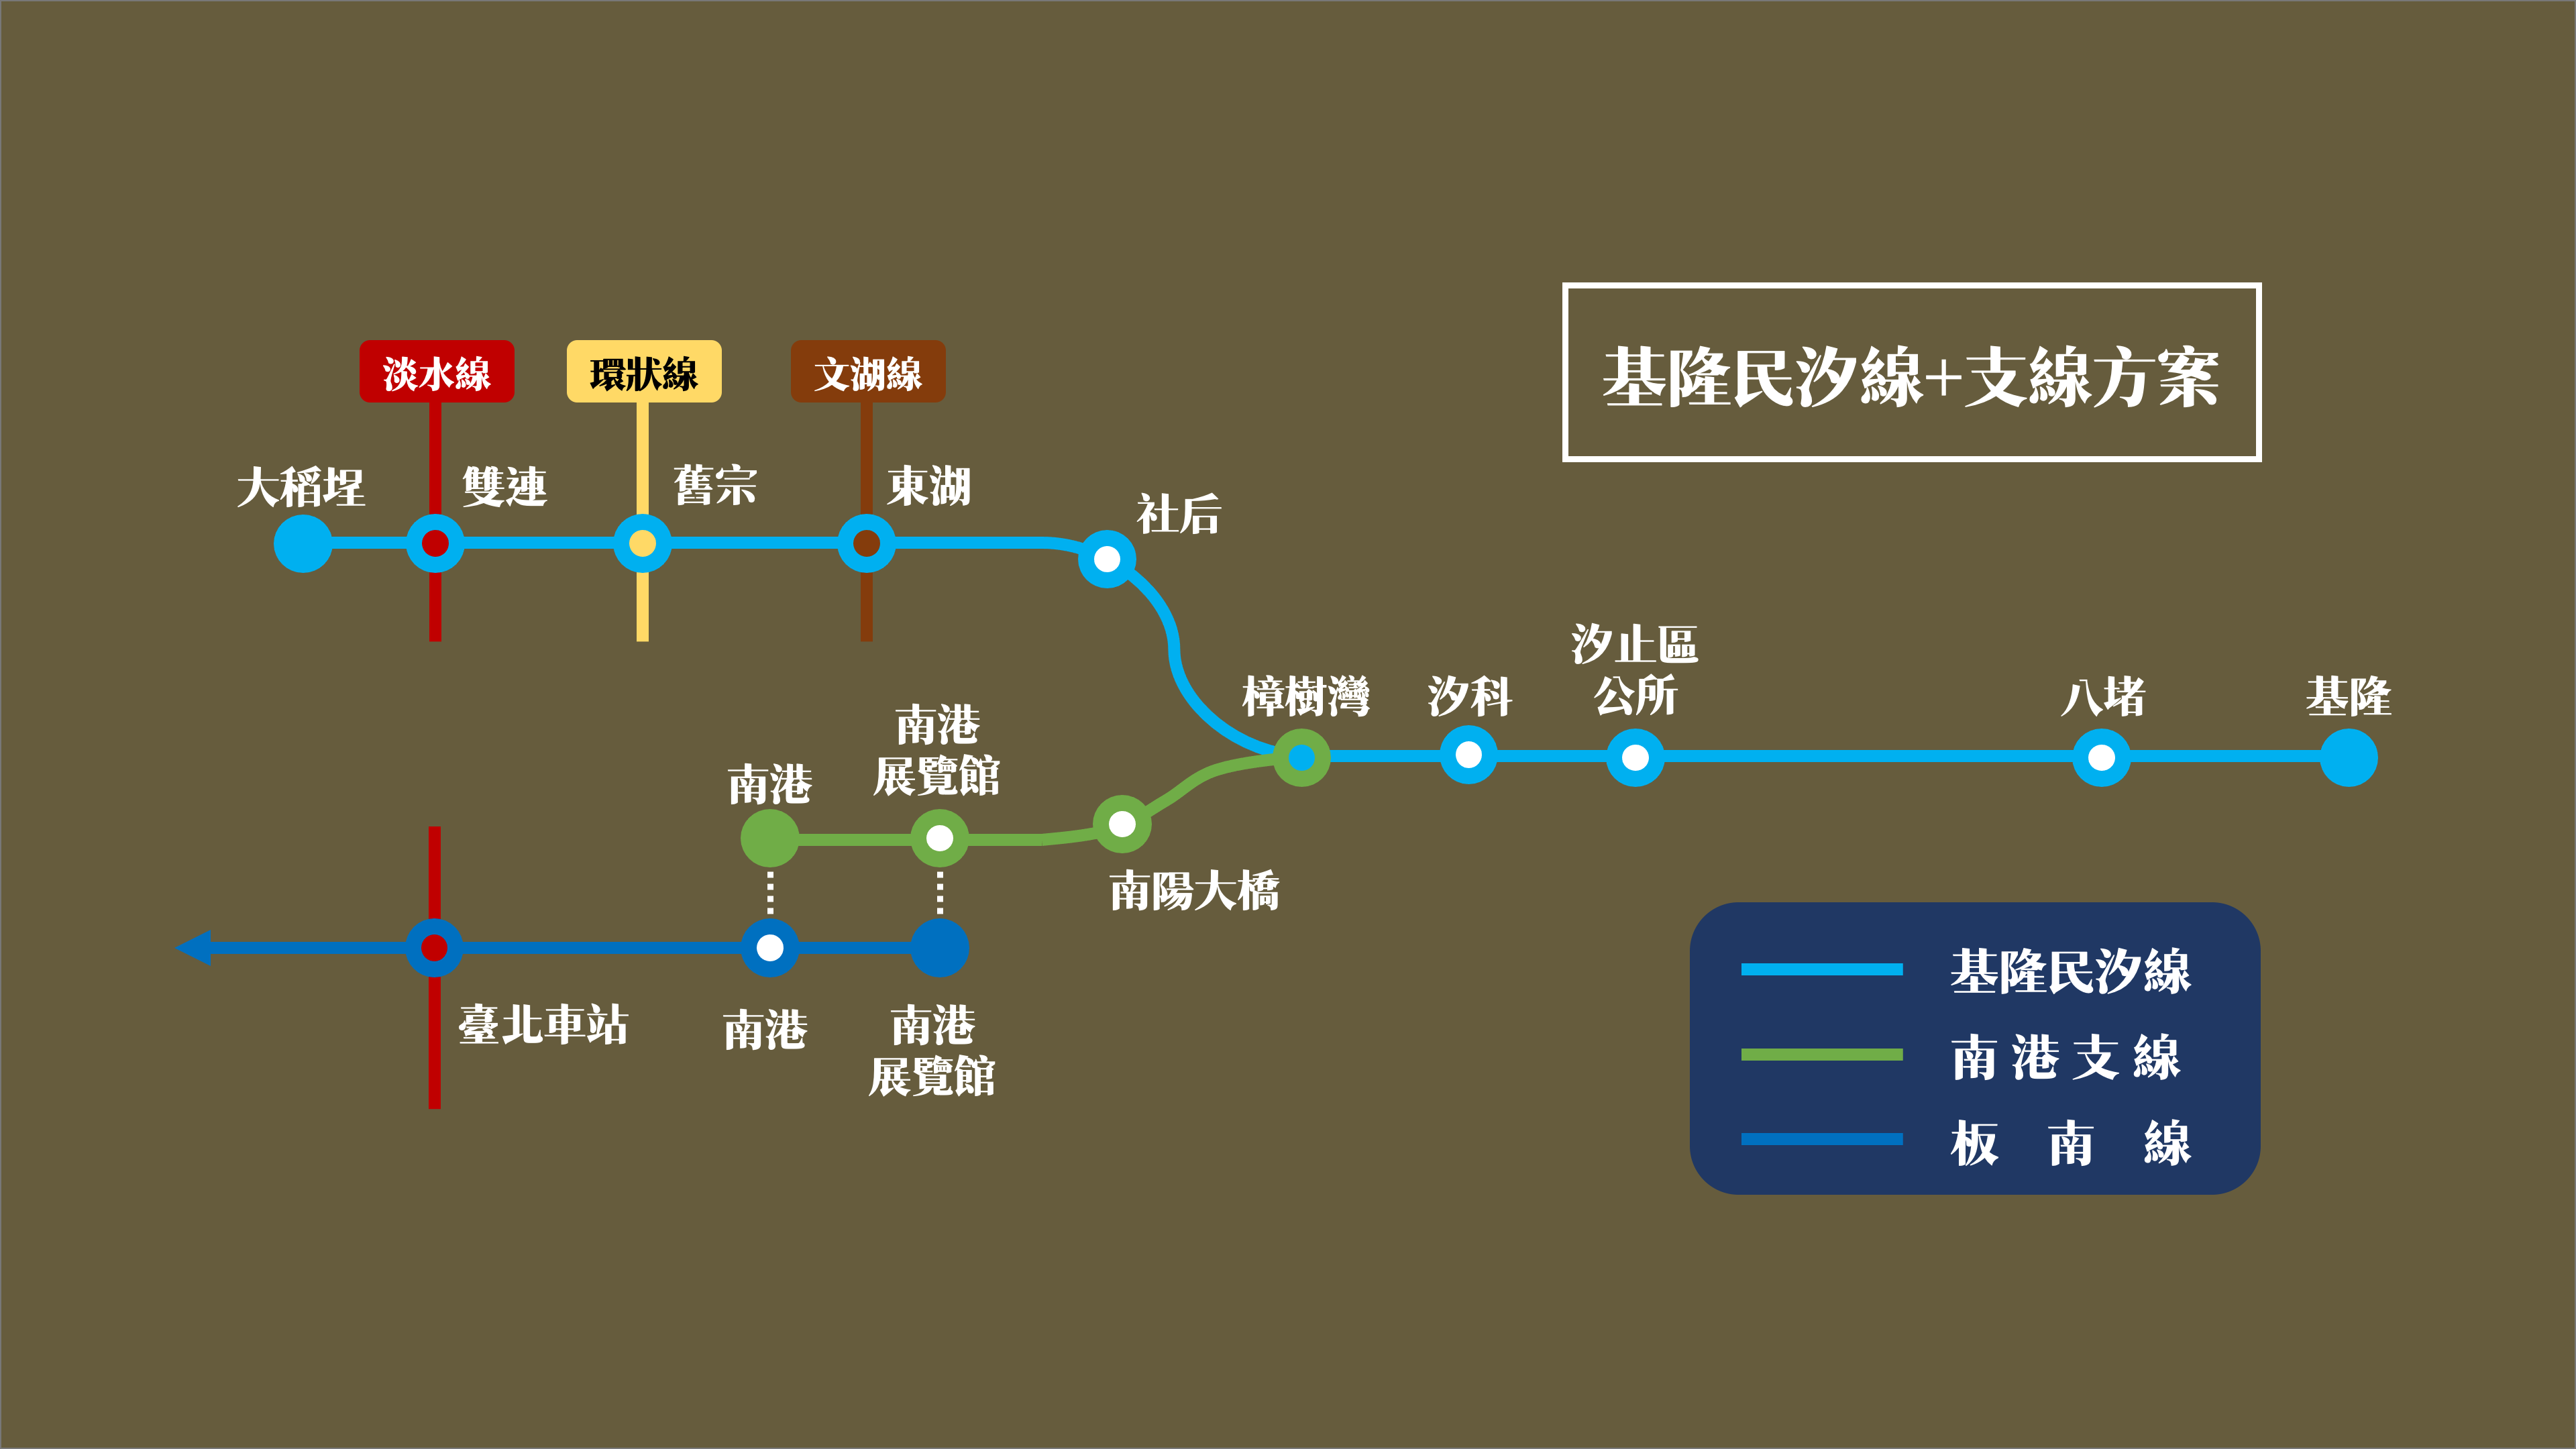 基隆民汐線+支線方案
淡水線
環狀線
文湖線
大稻埕
雙連
舊宗
東湖
社后
樟樹灣
汐科
汐止區
公所
八堵
基隆
南港
南港
展覽館
南陽大橋
臺北車站
南港
南港
展覽館
基隆民汐線
南港支線
板南線